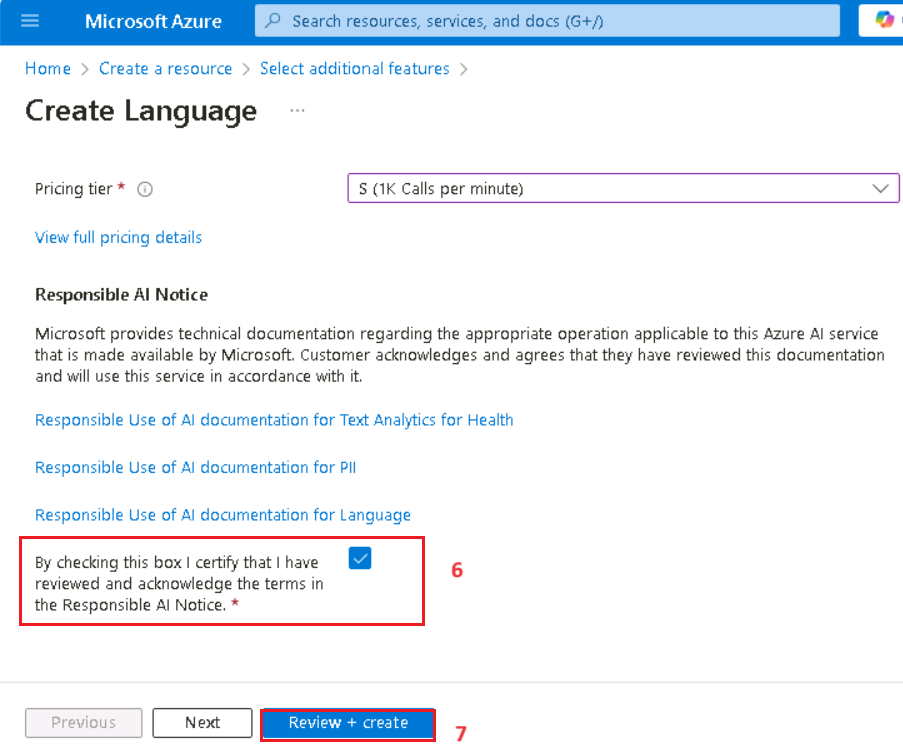 Microsoft Azure
Search resources, services, and docs (G+/)
Home > Create a resource > Select additional features >
Create Language ...
Pricing tier *
S (1K Calls per minute)
View full pricing details
Responsible AI Notice
Microsoft provides technical documentation regarding the appropriate operation applicable to this Azure AI service
that is made available by Microsoft. Customer acknowledges and agrees that they have reviewed this documentation
and will use this service in accordance with it.
Responsible Use of AI documentation for Text Analytics for Health
Responsible Use of AI documentation for PII
Responsible Use of AI documentation for Language
By checking this box I certify that I have
reviewed and acknowledge the terms in
the Responsible AI Notice. *
6
Previous
Next
Review + create
7